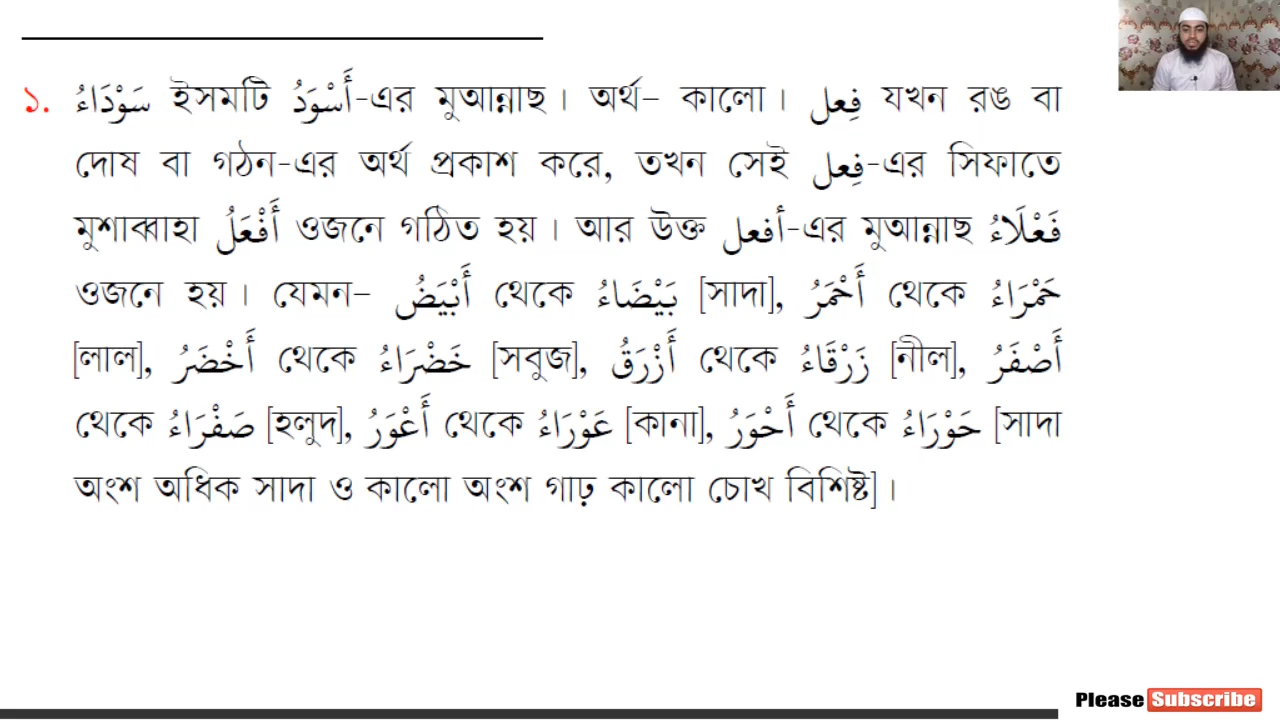 ১. سَوْدَاءُ ইসমটি أَسْوَدُ-এর মুআন্নাছ। অর্থ– কালো। فِعل যখন রঙ বা
দোষ বা গঠন-এর অর্থ প্রকাশ করে, তখন সেই فِعل-এর সিফাতে
মুশাব্বাহা أَفْعَلُ ওজনে গঠিত হয়। আর উক্ত أفعل-এর মুআন্নাছ فَعْلَاءُ
ওজনে হয়। যেমন– أَبْيَضُ থেকে بَيْضَاءُ [সাদা], أَحْمَرُ থেকে حَمْرَاءُ
[লাল], أَخْضَرُ থেকে خَضْرَاءُ [সবুজ], أَزْرَقُ থেকে زَرْقَاءُ [নীল], أَصْفَرُ
থেকে صَفْرَاءُ [হলুদ], أَعْوَرُ থেকে عَوْرَاءُ [কানা], أَحْوَرُ থেকে حَوْرَاءُ [সাদা
অংশ অধিক সাদা ও কালো অংশ গাঢ় কালো চোখ বিশিষ্ট]।
Please Subscribe